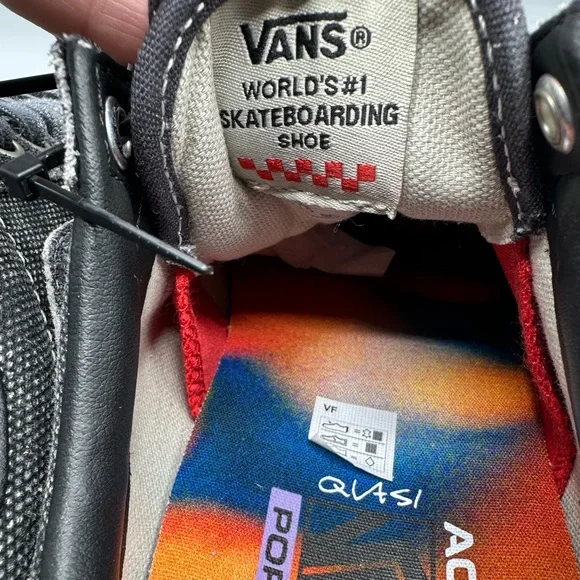 VANS®
WORLD'S #1
SKATEBOARDING
SHOE
VF
QUASI
POP
AC